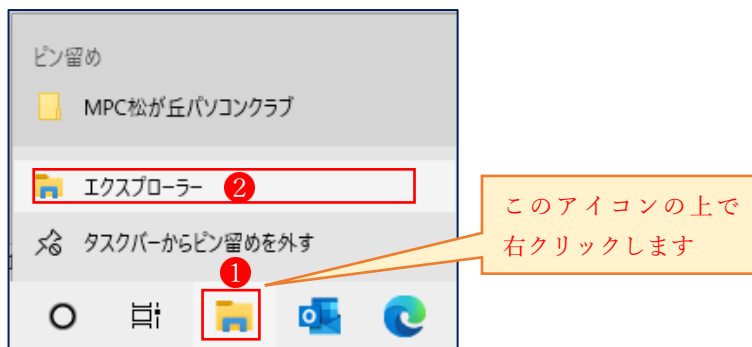 ピン留め
MPC松が丘パソコンクラブ
エクスプローラー 2
タスクバーからピン留めを外す
1
このアイコンの上で
右クリックします